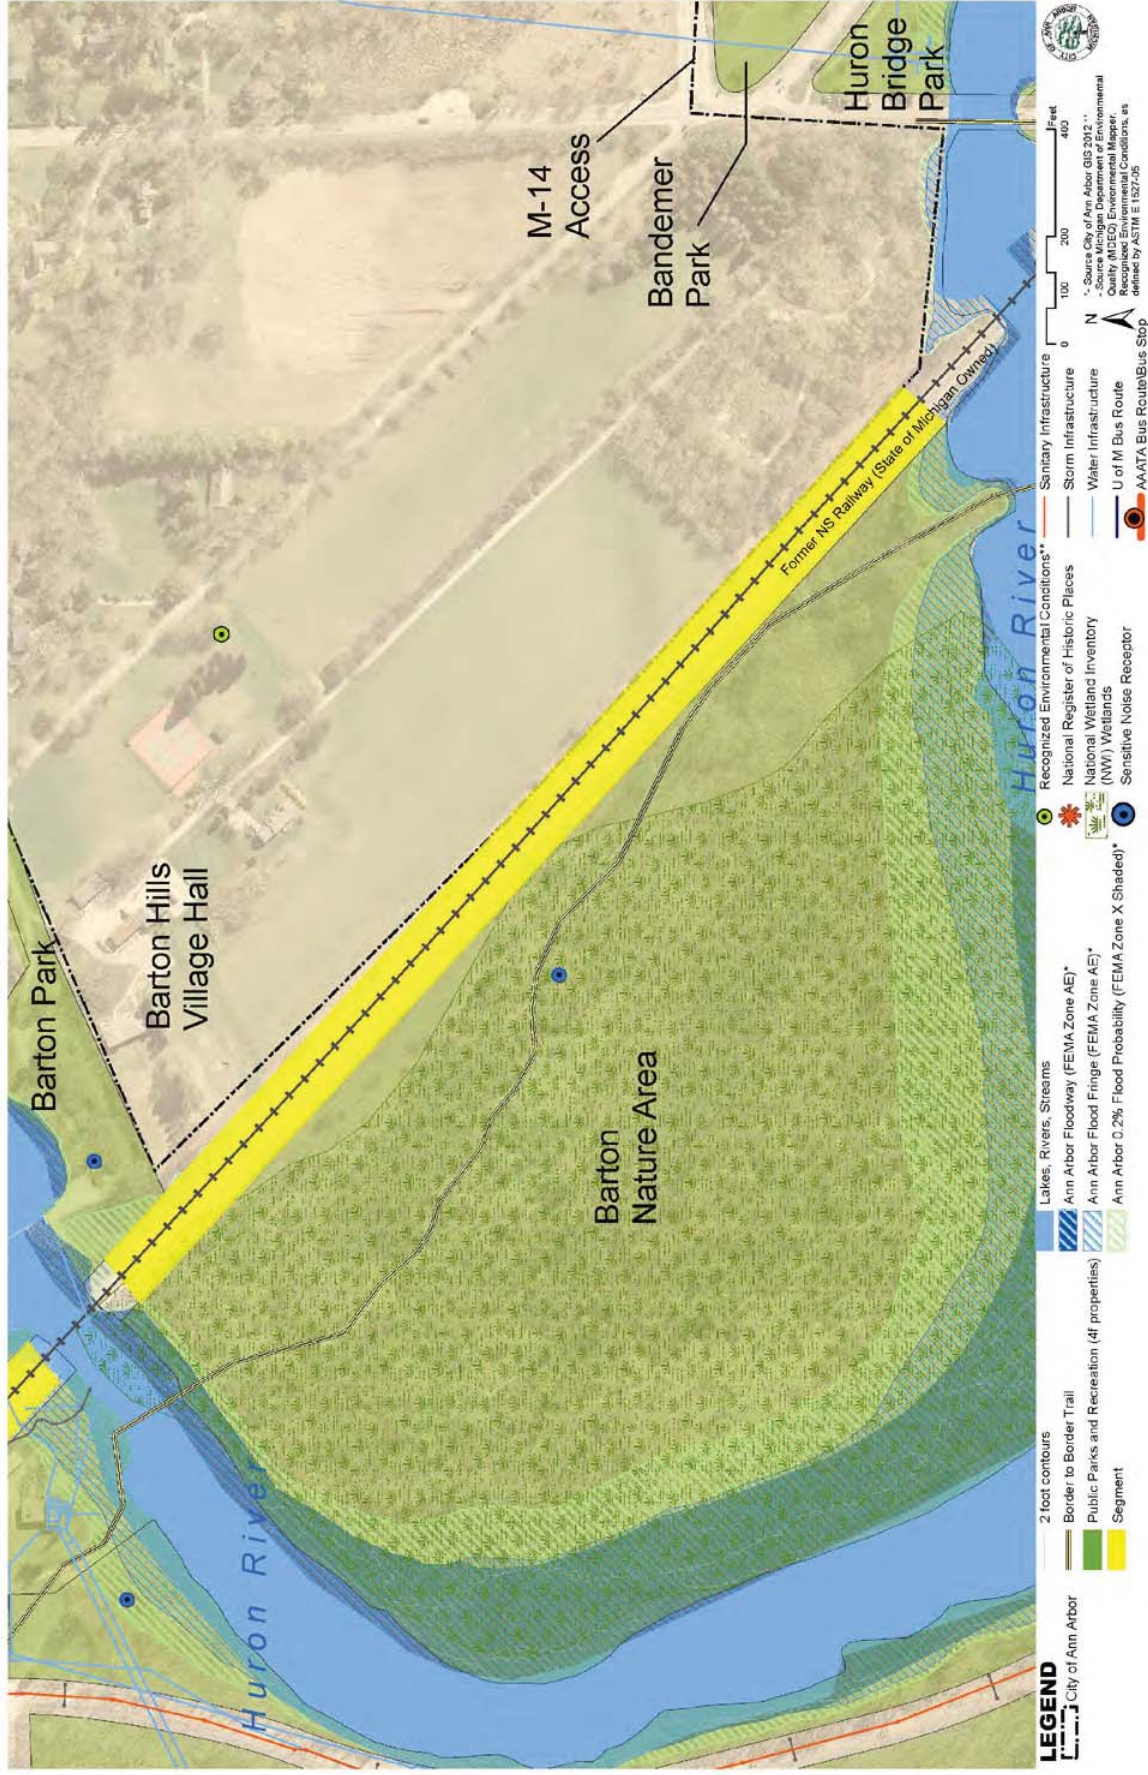 Barton Park
Barton Hills
Village Hall
M-14
Access
Bandemer
Park
Huron
Bridge
Park
Former NS Railway (State of Michigan Owned)
Barton
Nature Area
Huron River
Huron River
LEGEND
City of Ann Arbor
2 foot contours
Border to Border Trail
Public Parks and Recreation (4f properties)
Segment
Lakes, Rivers, Streams
Ann Arbor Floodway (FEMA Zone AE)*
Ann Arbor Flood Fringe (FEMA Zone AE)*
Ann Arbor 0.2% Flood Probability (FEMA Zone X Shaded)*
Recognized Environmental Conditions**
National Register of Historic Places
National Wetland Inventory
(NWI) Wetlands
Sensitive Noise Receptor
Sanitary Infrastructure
Storm Infrastructure
Water Infrastructure
U of M Bus Route
AAATA Bus Route\Bus Stop
0 100 200 400
Feet
N
*- Source City of Ann Arbor GIS 2012 **
- Source Michigan Department of Environmental
Quality (MDEQ) Environmental Mapper.
Recognized Environmental Conditions, as
defined by ASTM E 1527-05
CITY OF ANN ARBOR MICHIGAN